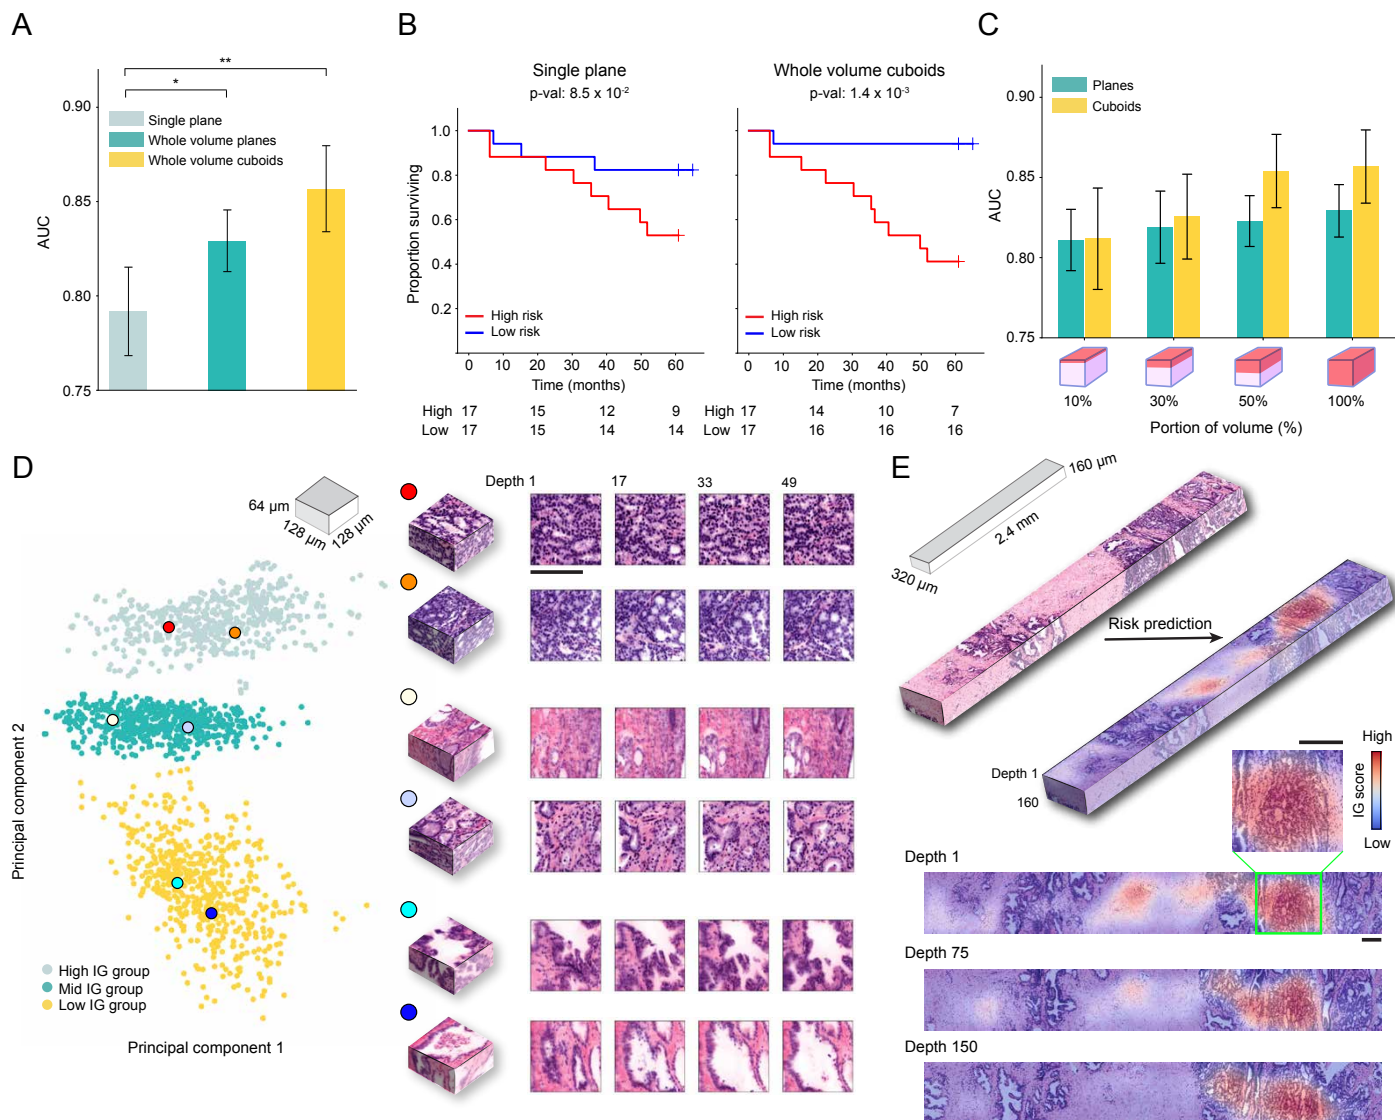 A
**
*
0.90
0.85
0.80
0.75
AUC
Single plane
Whole volume planes
Whole volume cuboids
B
Single plane
p-val: 8.5 x 10-2
Whole volume cuboids
p-val: 1.4 x 10-3
Proportion surviving
1.0
0.8
0.6
0.4
0.2
High risk
Low risk
High risk
Low risk
0 10 20 30 40 50 60
Time (months)
0 10 20 30 40 50 60
Time (months)
High 17 15 12 9
Low 17 15 14 14
High 17 14 10 7
Low 17 16 16 16
C
0.90
0.85
0.80
0.75
AUC
Planes
Cuboids
10% 30% 50% 100%
Portion of volume (%)
D
64 µm
128 µm
128 µm
Principal component 2
High IG group
Mid IG group
Low IG group
Principal component 1
Depth 1 17 33 49
E
160 µm
2.4 mm
320 µm
Risk prediction
Depth 1
160
High
IG score
Low
Depth 1
Depth 75
Depth 150